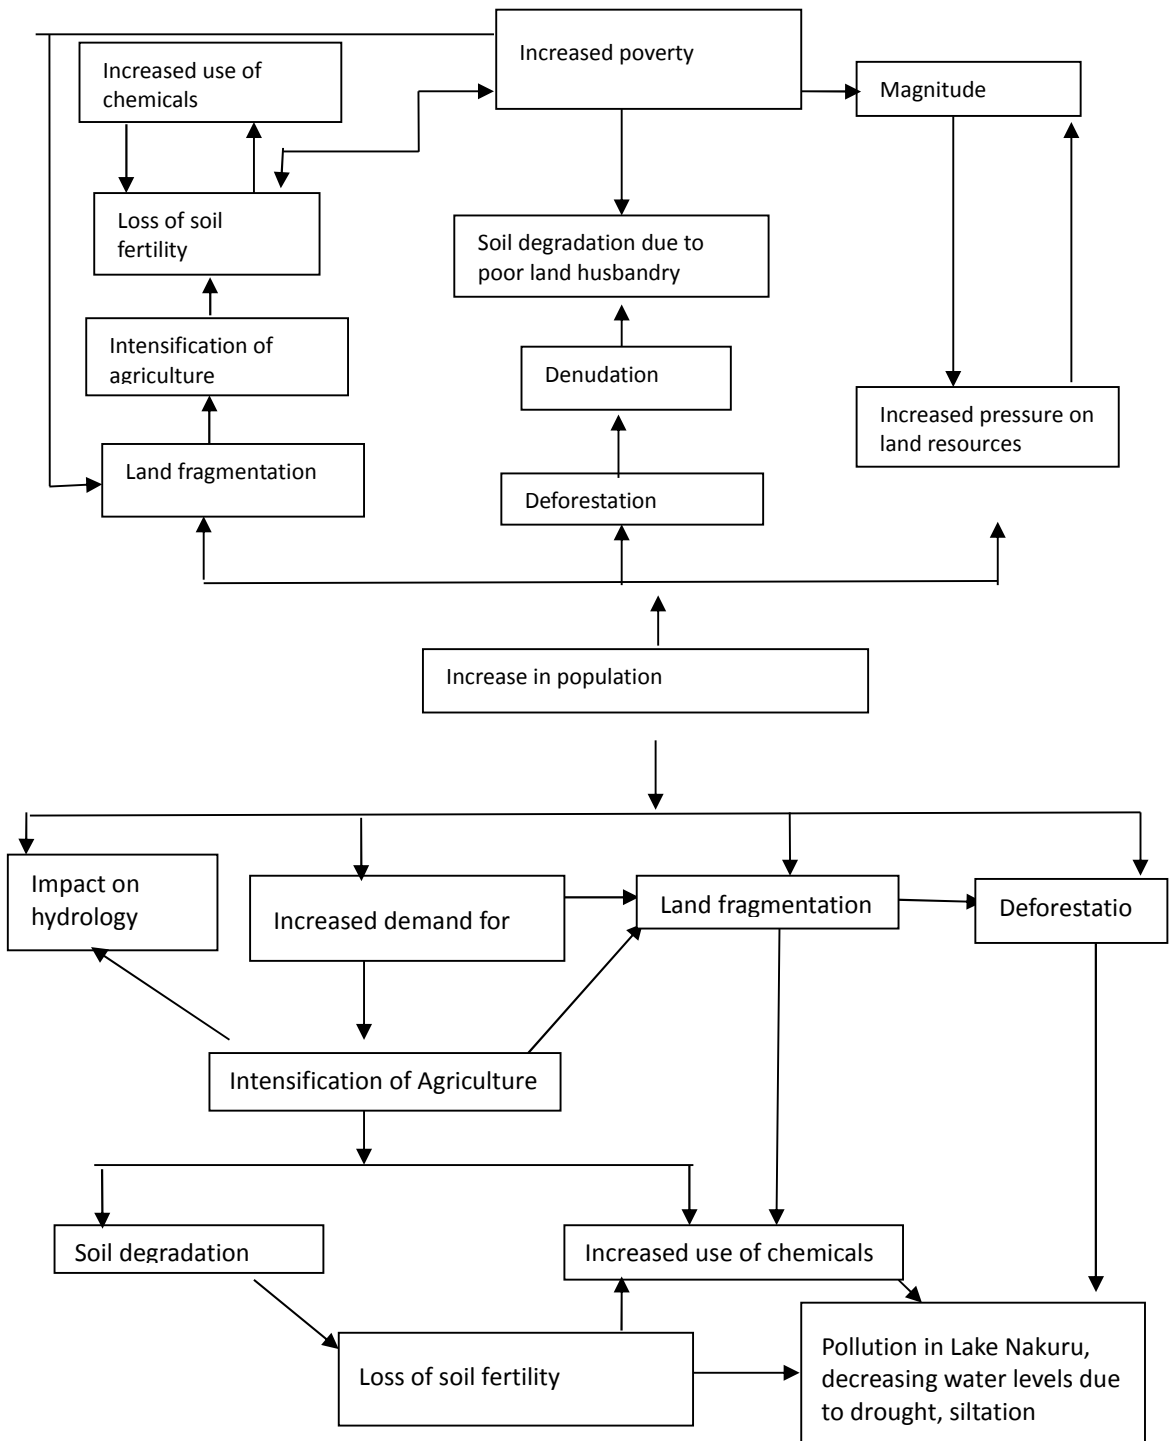 Increased poverty
Increased use of
chemicals
Magnitude
Loss of soil
fertility
Soil degradation due to
poor land husbandry
Intensification of
agriculture
Denudation
Increased pressure on
land resources
Land fragmentation
Deforestation
Increase in population
Impact on
hydrology
Increased demand for
Land fragmentation
Deforestatio
Intensification of Agriculture
Soil degradation
Increased use of chemicals
Loss of soil fertility
Pollution in Lake Nakuru,
decreasing water levels due
to drought, siltation